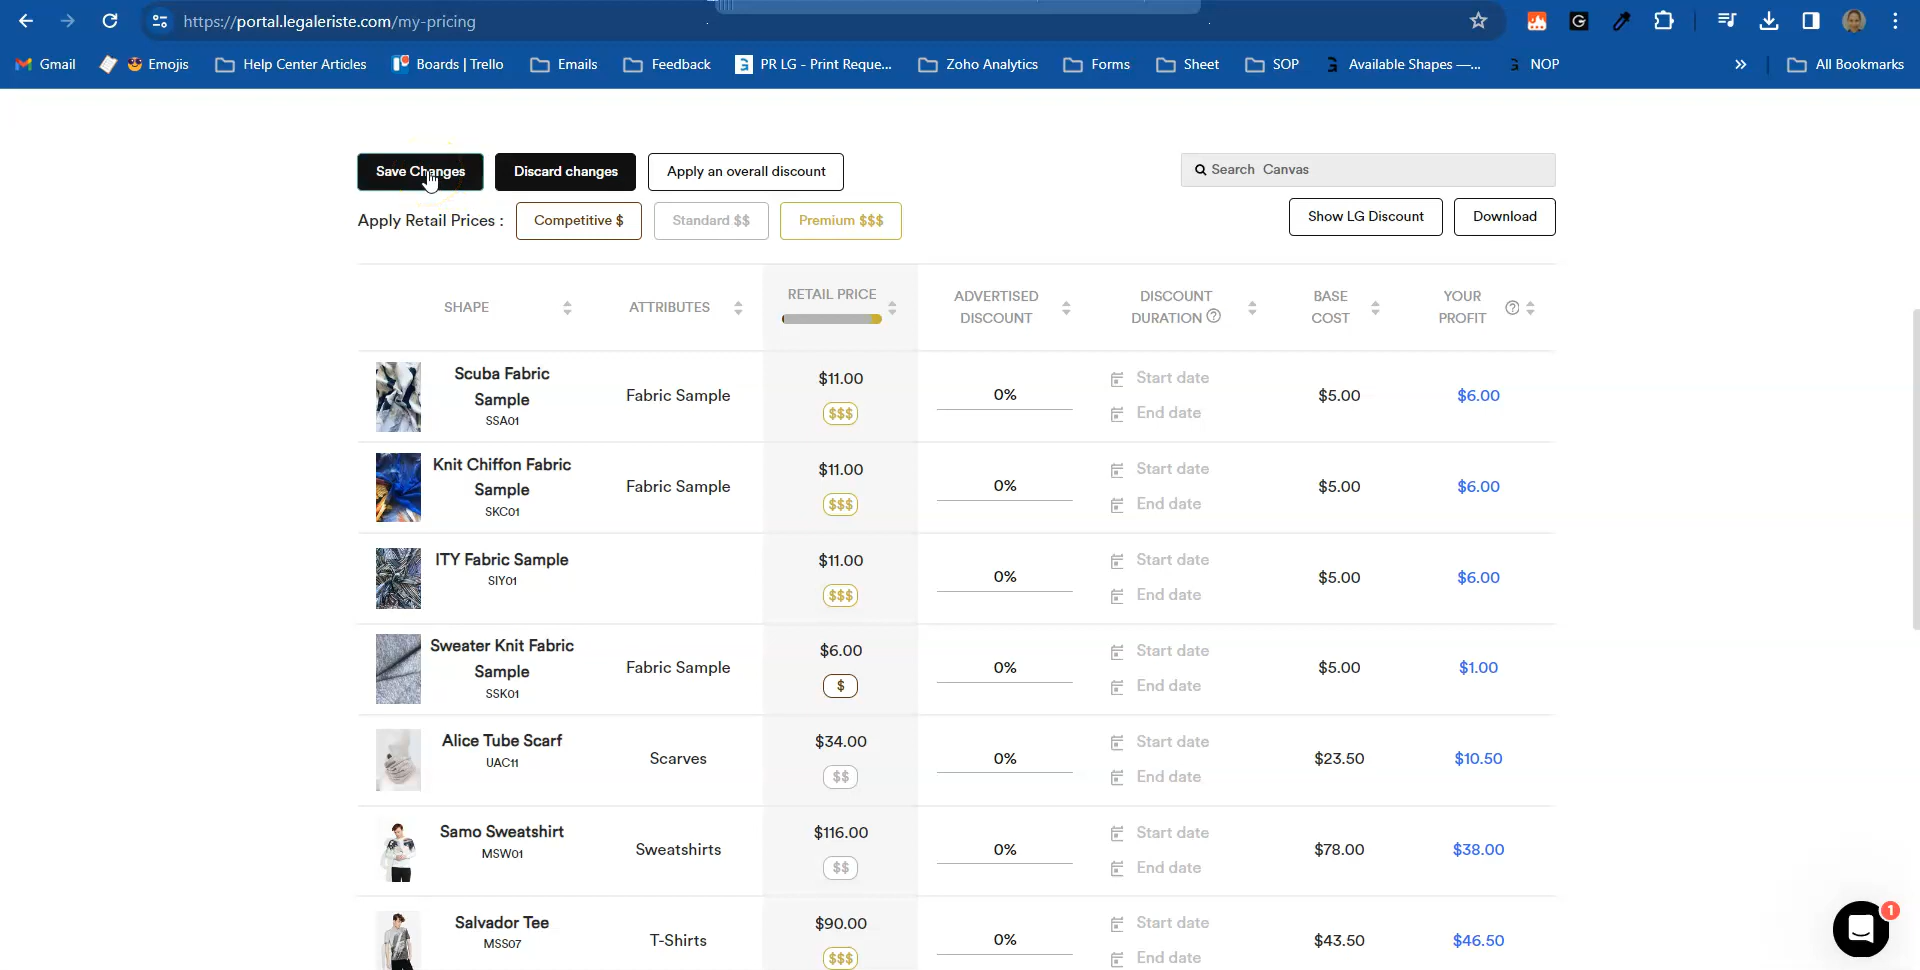 https://portal.legaleriste.com/my-pricing
Gmail
Emojis
Help Center Articles
Boards | Trello
Emails
Feedback
PR LG - Print Reque...
Zoho Analytics
Forms
Sheet
SOP
Available Shapes —...
NOP
All Bookmarks
Save Changes
Discard changes
Apply an overall discount
Search Canvas
Apply Retail Prices :
Competitive $
Standard $$
Premium $$$
Show LG Discount
Download
SHAPE
ATTRIBUTES
RETAIL PRICE
ADVERTISED
DISCOUNT
DISCOUNT
DURATION
BASE
COST
YOUR
PROFIT
Scuba Fabric
Sample
SSA01
Fabric Sample
$11.00
$$$
0%
Start date
End date
$5.00
$6.00
Knit Chiffon Fabric
Sample
SKC01
Fabric Sample
$11.00
$$$
0%
Start date
End date
$5.00
$6.00
ITY Fabric Sample
SIY01
$11.00
$$$
0%
Start date
End date
$5.00
$6.00
Sweater Knit Fabric
Sample
SSK01
Fabric Sample
$6.00
$
0%
Start date
End date
$5.00
$1.00
Alice Tube Scarf
UAC11
Scarves
$34.00
$$
0%
Start date
End date
$23.50
$10.50
Samo Sweatshirt
MSW01
Sweatshirts
$116.00
$$
0%
Start date
End date
$78.00
$38.00
Salvador Tee
MSS07
T-Shirts
$90.00
$$$
0%
Start date
End date
$43.50
$46.50
1